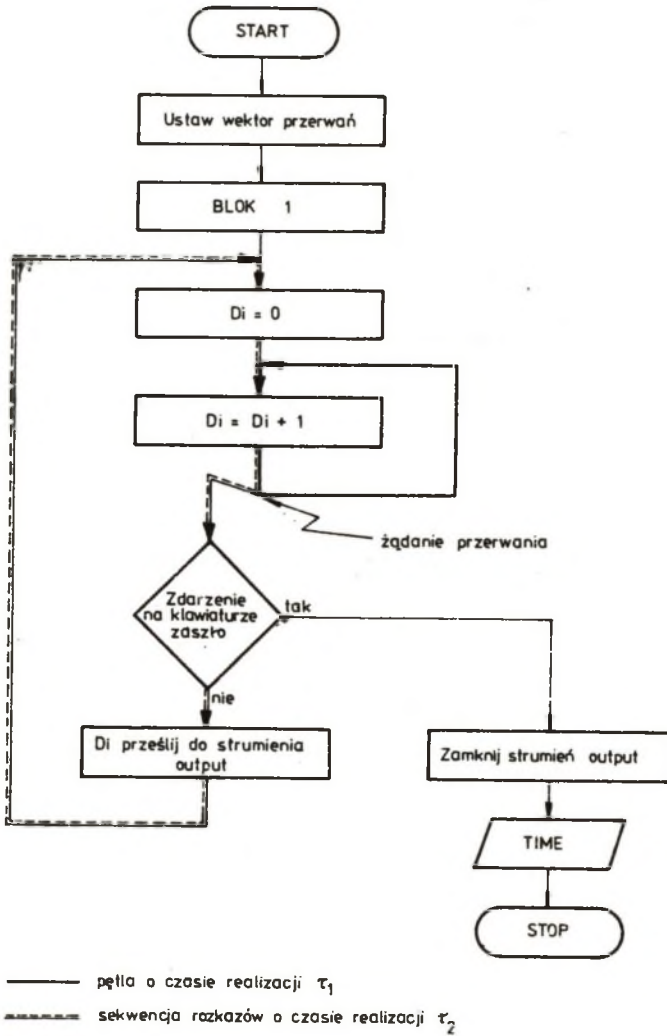 START
Ustaw wektor przerwań
BLOK 1
Di = 0
Di = Di + 1
żądanie przerwania
Zdarzenie
na klawiaturze
zaszło
tak
nie
Di prześlij do strumienia
output
Zamknij strumień output
TIME
STOP
pętla o czasie realizacji τ1
sekwencja rozkazów o czasie realizacji τ2